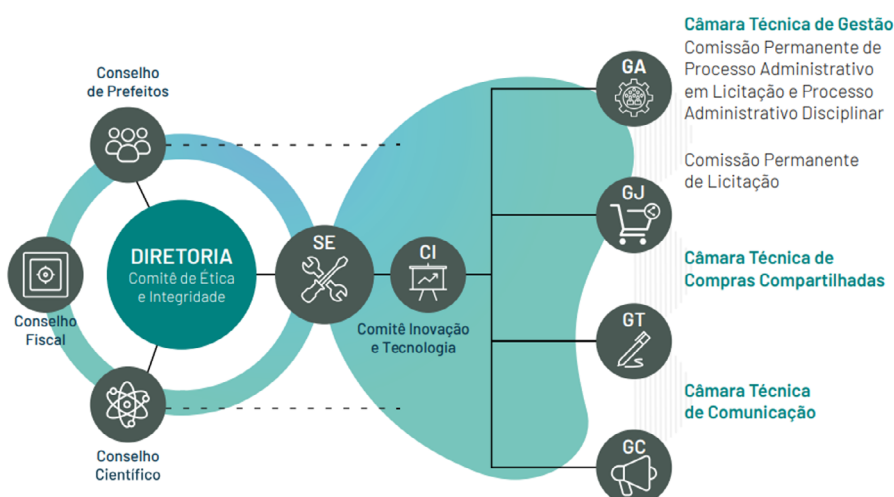 Conselho
de Prefeitos
DIRETORIA
Comitê de Ética
e Integridade
Conselho
Fiscal
Conselho
Científico
SE
CI
Comitê Inovação
e Tecnologia
GA
GJ
GT
GC
Câmara Técnica de Gestão
Comissão Permanente de
Processo Administrativo
em Licitação e Processo
Administrativo Disciplinar
Comissão Permanente
de Licitação
Câmara Técnica de
Compras Compartilhadas
Câmara Técnica
de Comunicação